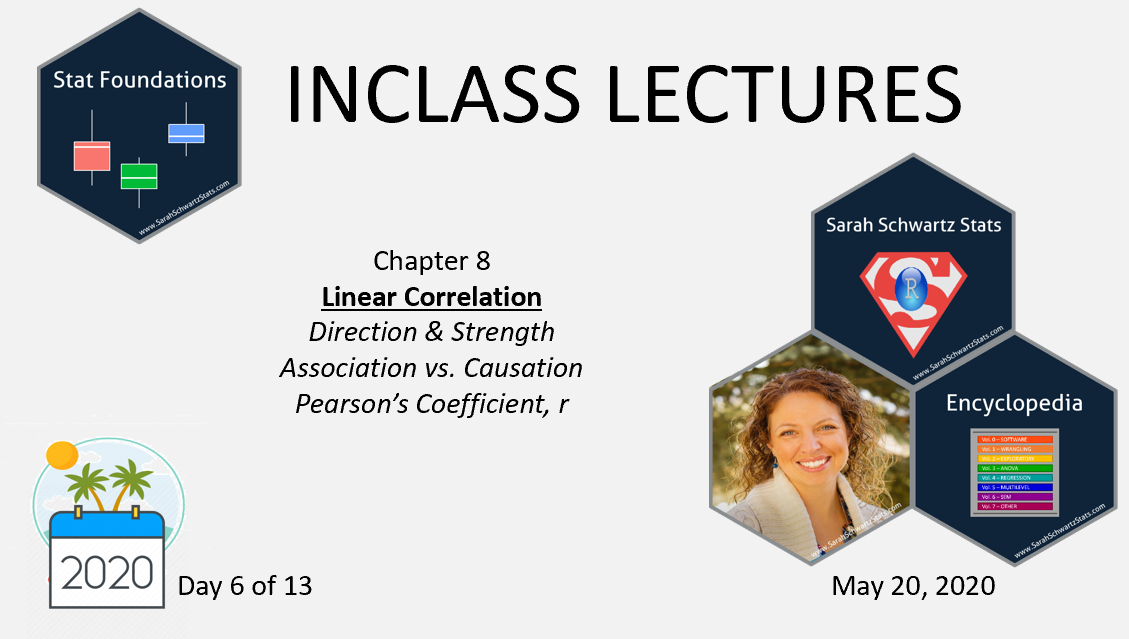 Stat Foundations
www.SarahSchwartzStats.com
INCLASS LECTURES
Sarah Schwartz Stats
R
www.SarahSchwartzStats.com
Chapter 8
Linear Correlation
Direction & Strength
Association vs. Causation
Pearson's Coefficient, r
www.SarahSchwartzStats.com
Encyclopedia
Vol. 0 – SOFTWARE
Vol. 1 – WRANGLING
Vol. 2 – EXPLORATORY
Vol. 3 – ANOVA
Vol. 4 – REGRESSION
Vol. 5 – MULTILEVEL
Vol. 6 – SEM
Vol. 7 – OTHER
www.SarahSchwartzStats.com
2020
Day 6 of 13
May 20, 2020